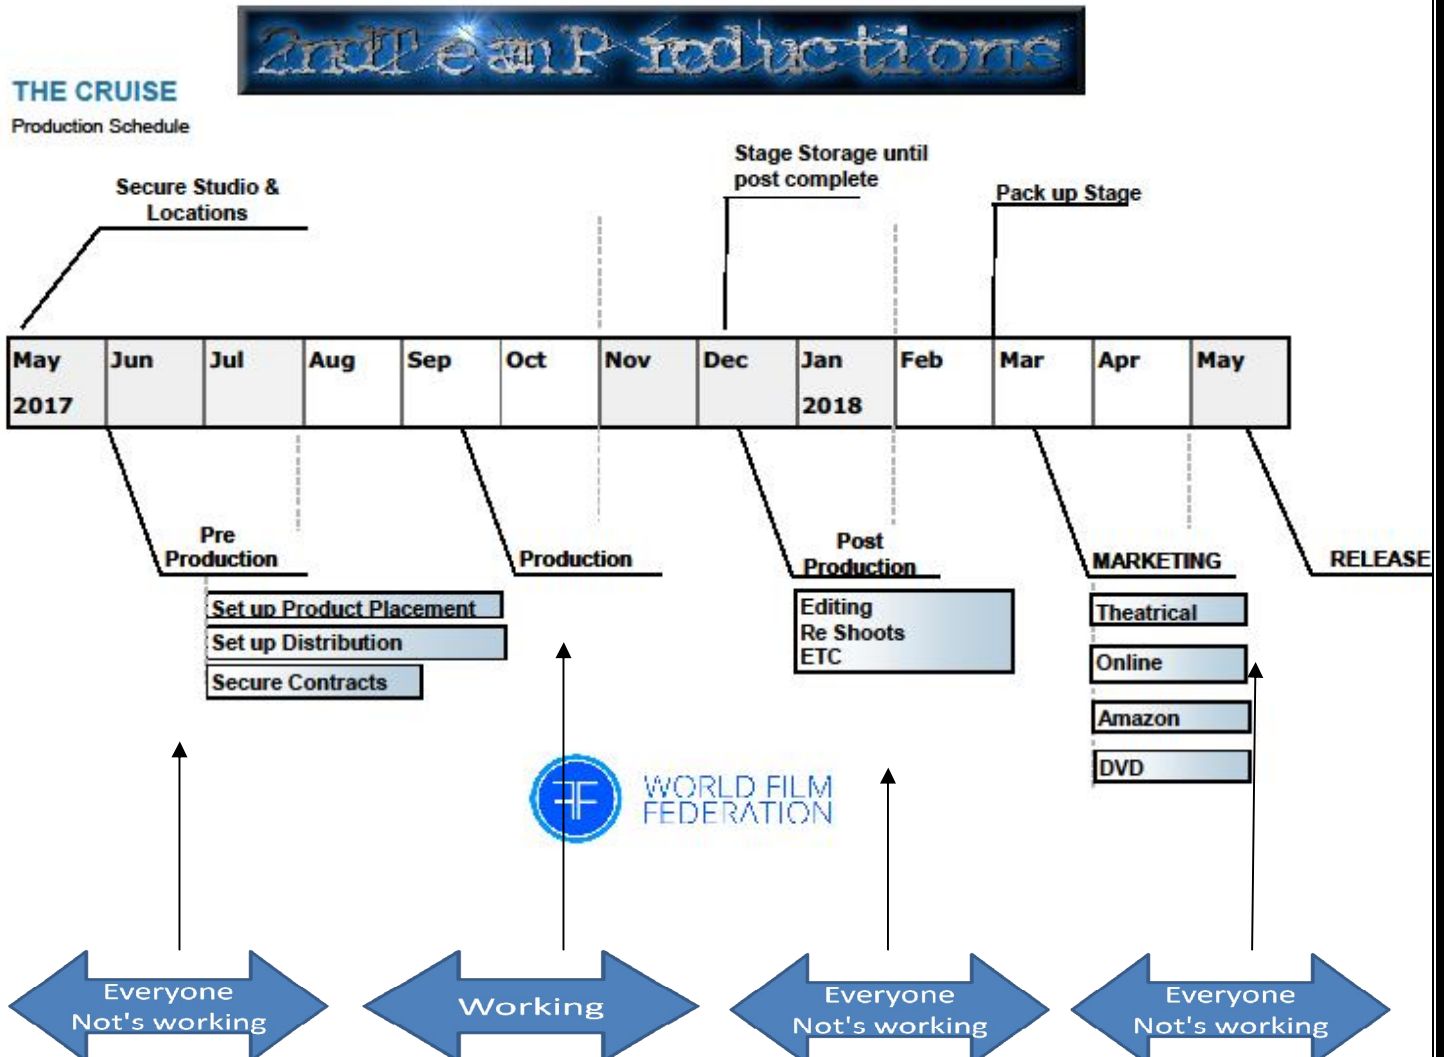 2ndTeamProductions
THE CRUISE
Production Schedule
Secure Studio &
Locations
Stage Storage until
post complete
Pack up Stage
May Jun Jul Aug Sep Oct Nov Dec Jan Feb Mar Apr May
2017 2018
Pre
Production
Set up Product Placement
Set up Distribution
Secure Contracts
Production
Post
Production
Editing
Re Shoots
ETC
MARKETING
Theatrical
Online
Amazon
DVD
RELEASE
WORLD FILM
FEDERATION
Everyone
Not's working
Working
Everyone
Not's working
Everyone
Not's working